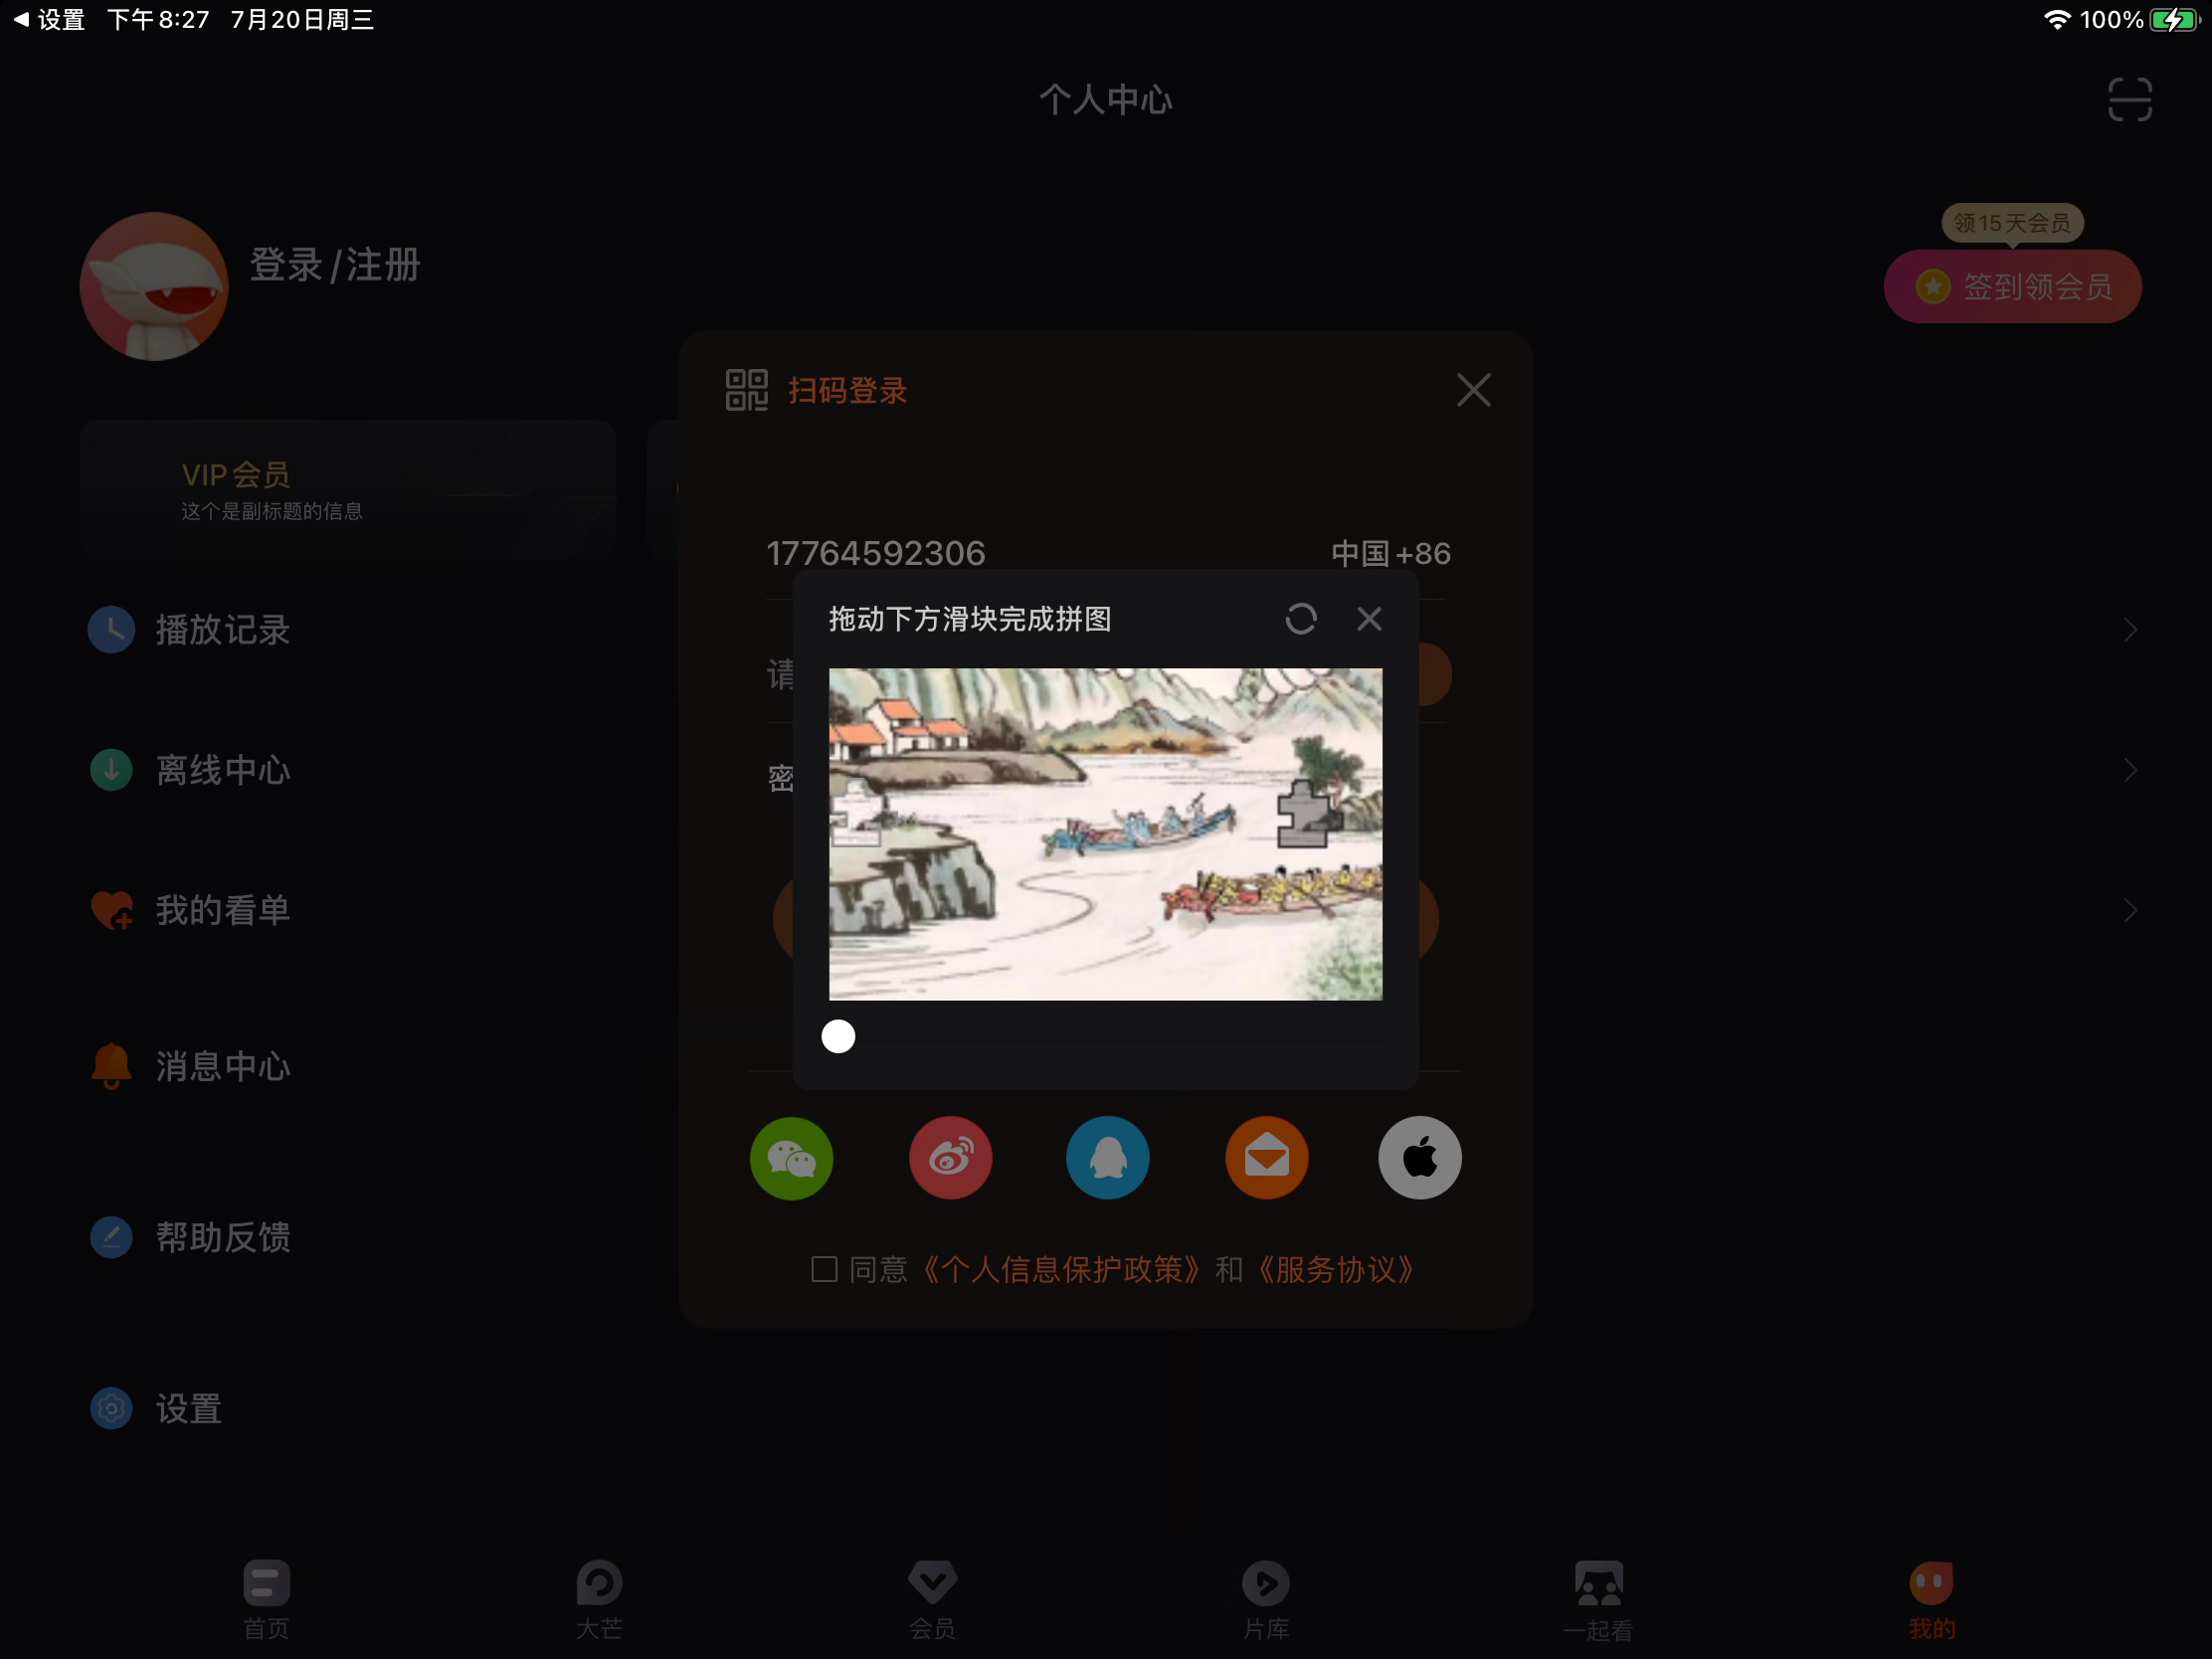 设置 下午8:27 7月20日周三
100%
个人中心
登录/注册
领15天会员
签到领会员
扫码登录
VIP会员
这个是副标题的信息
17764592306 中国+86
拖动下方滑块完成拼图
播放记录
请
离线中心
密
我的看单
消息中心
帮助反馈
同意《个人信息保护政策》和《服务协议》
设置
首页
大芒
会员
片库
一起看
我的